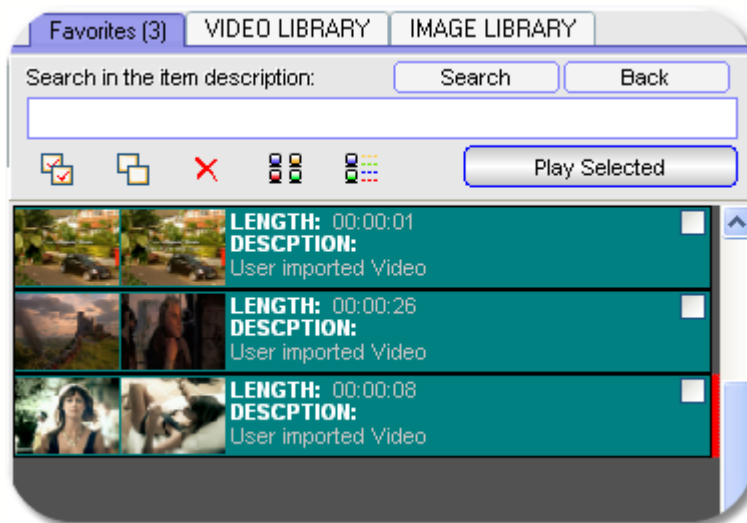 Favorites (3) VIDEO LIBRARY IMAGE LIBRARY
Search in the item description: Search Back
Play Selected
LENGTH: 00:00:01
DESCPTION:
User imported Video
LENGTH: 00:00:26
DESCPTION:
User imported Video
LENGTH: 00:00:08
DESCPTION:
User imported Video